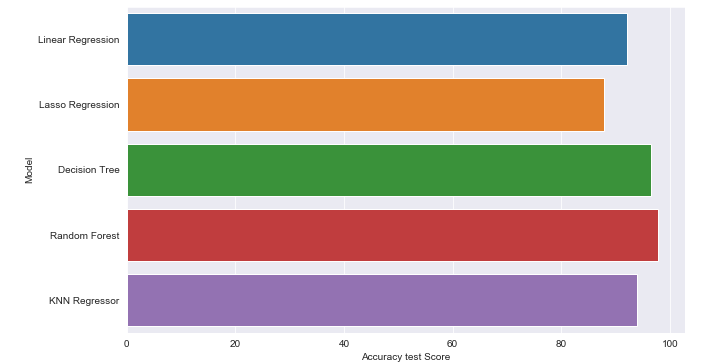 Linear Regression
Lasso Regression
Decision Tree
Random Forest
KNN Regressor
Model
0 20 40 60 80 100
Accuracy test Score